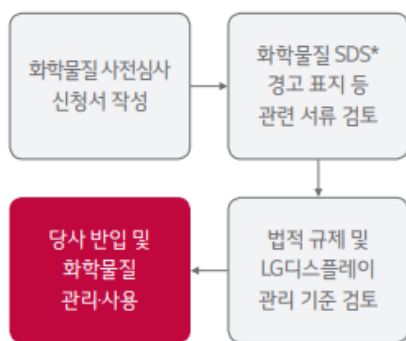 화학물질 사전심사
신청서 작성
화학물질 SDS*
경고 표지 등
관련 서류 검토
법적 규제 및
LG디스플레이
관리 기준 검토
당사 반입 및
화학물질
관리·사용